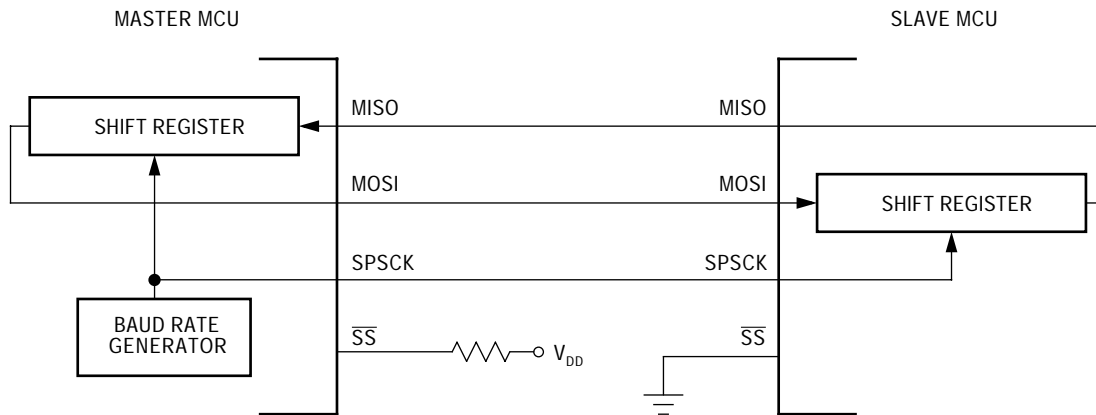 MASTER MCU
SLAVE MCU
SHIFT REGISTER
MISO
MISO
MOSI
MOSI
SHIFT REGISTER
SPSCK
SPSCK
BAUD RATE
GENERATOR
SS
VDD
SS